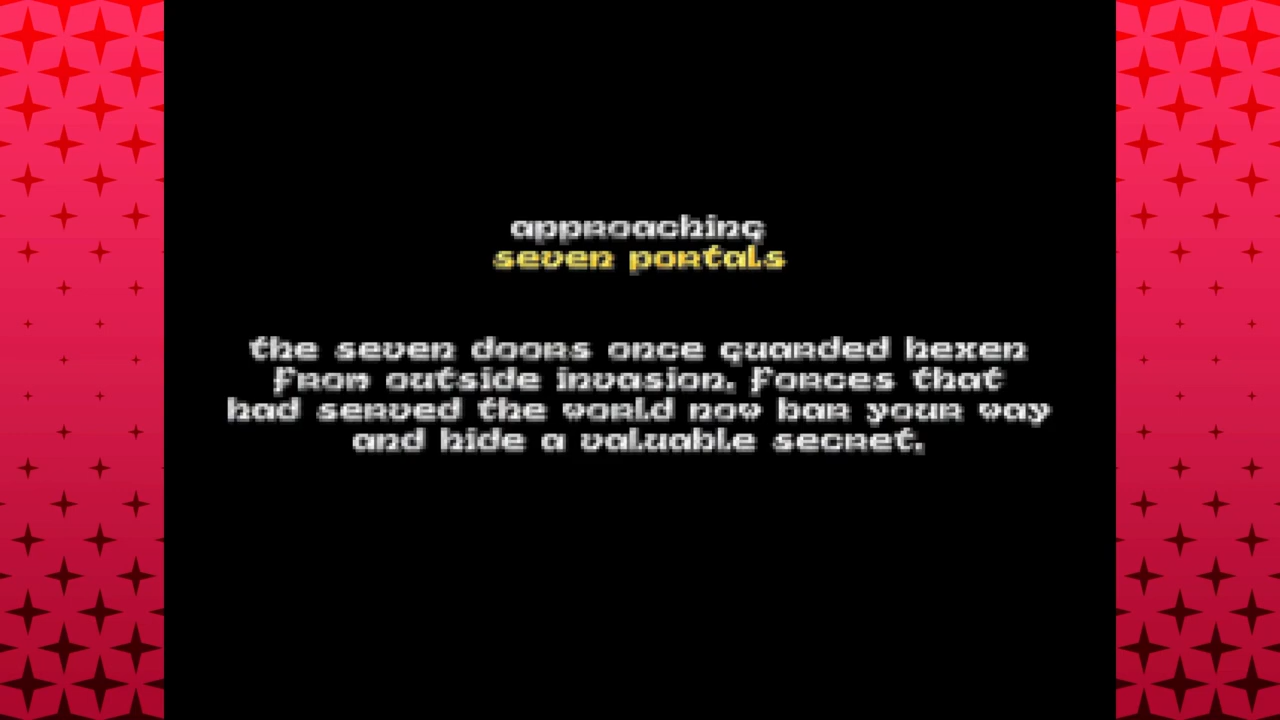 approaching
seven portals
the seven doors once guarded hexen
from outside invasion. forces that
had served the world now bar your way
and hide a valuable secret.